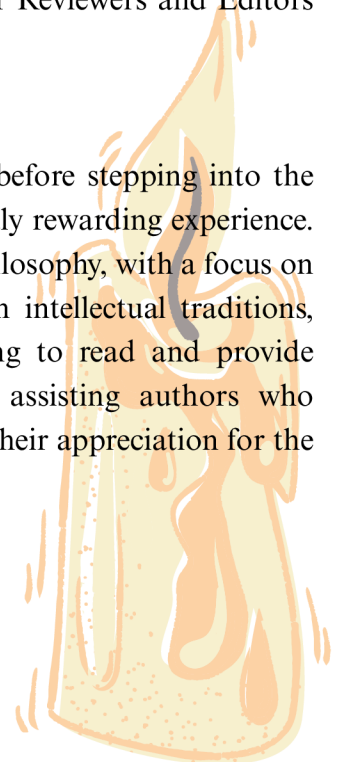 Reviewers and Editors
before stepping into the
ly rewarding experience.
losophy, with a focus on
intellectual traditions,
ng to read and provide
assisting authors who
heir appreciation for the